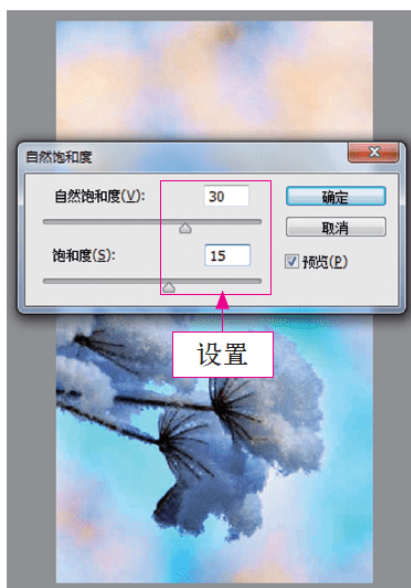 自然饱和度
自然饱和度(V): 30
确定
取消
饱和度(S): 15
预览(P)
设置